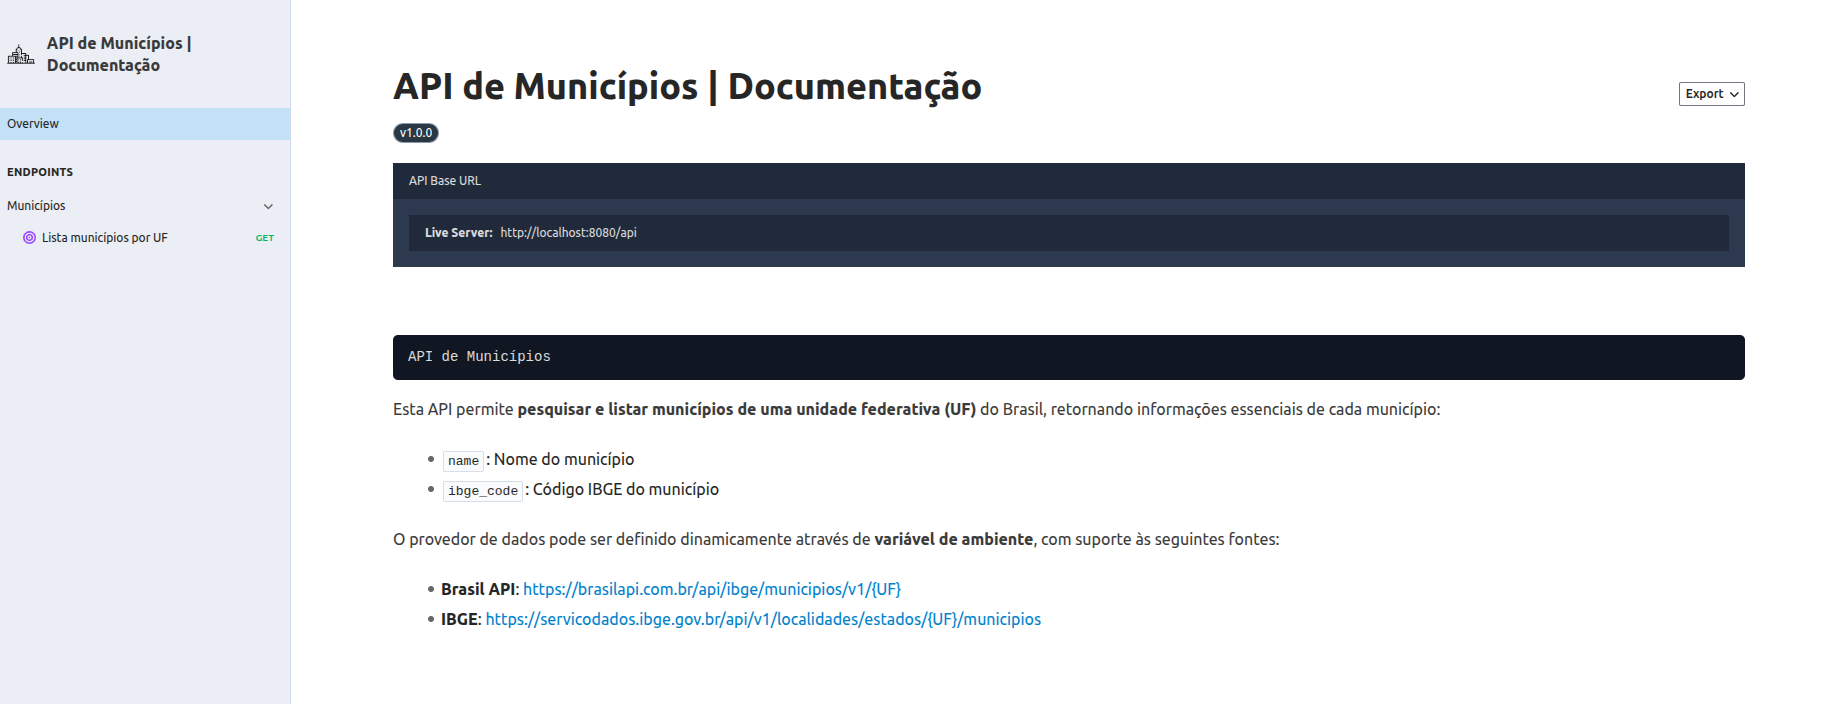 API de Municípios |
Documentação
Overview
ENDPOINTS
Municípios
Lista municípios por UF GET
API de Municípios | Documentação
Export
v1.0.0
API Base URL
Live Server: http://localhost:8080/api
API de Municípios
Esta API permite pesquisar e listar municípios de uma unidade federativa (UF) do Brasil, retornando informações essenciais de cada município:
name : Nome do município
ibge_code : Código IBGE do município
O provedor de dados pode ser definido dinamicamente através de variável de ambiente, com suporte às seguintes fontes:
Brasil API: https://brasilapi.com.br/api/ibge/municipios/v1/{UF}
IBGE: https://servicodados.ibge.gov.br/api/v1/localidades/estados/{UF}/municipios